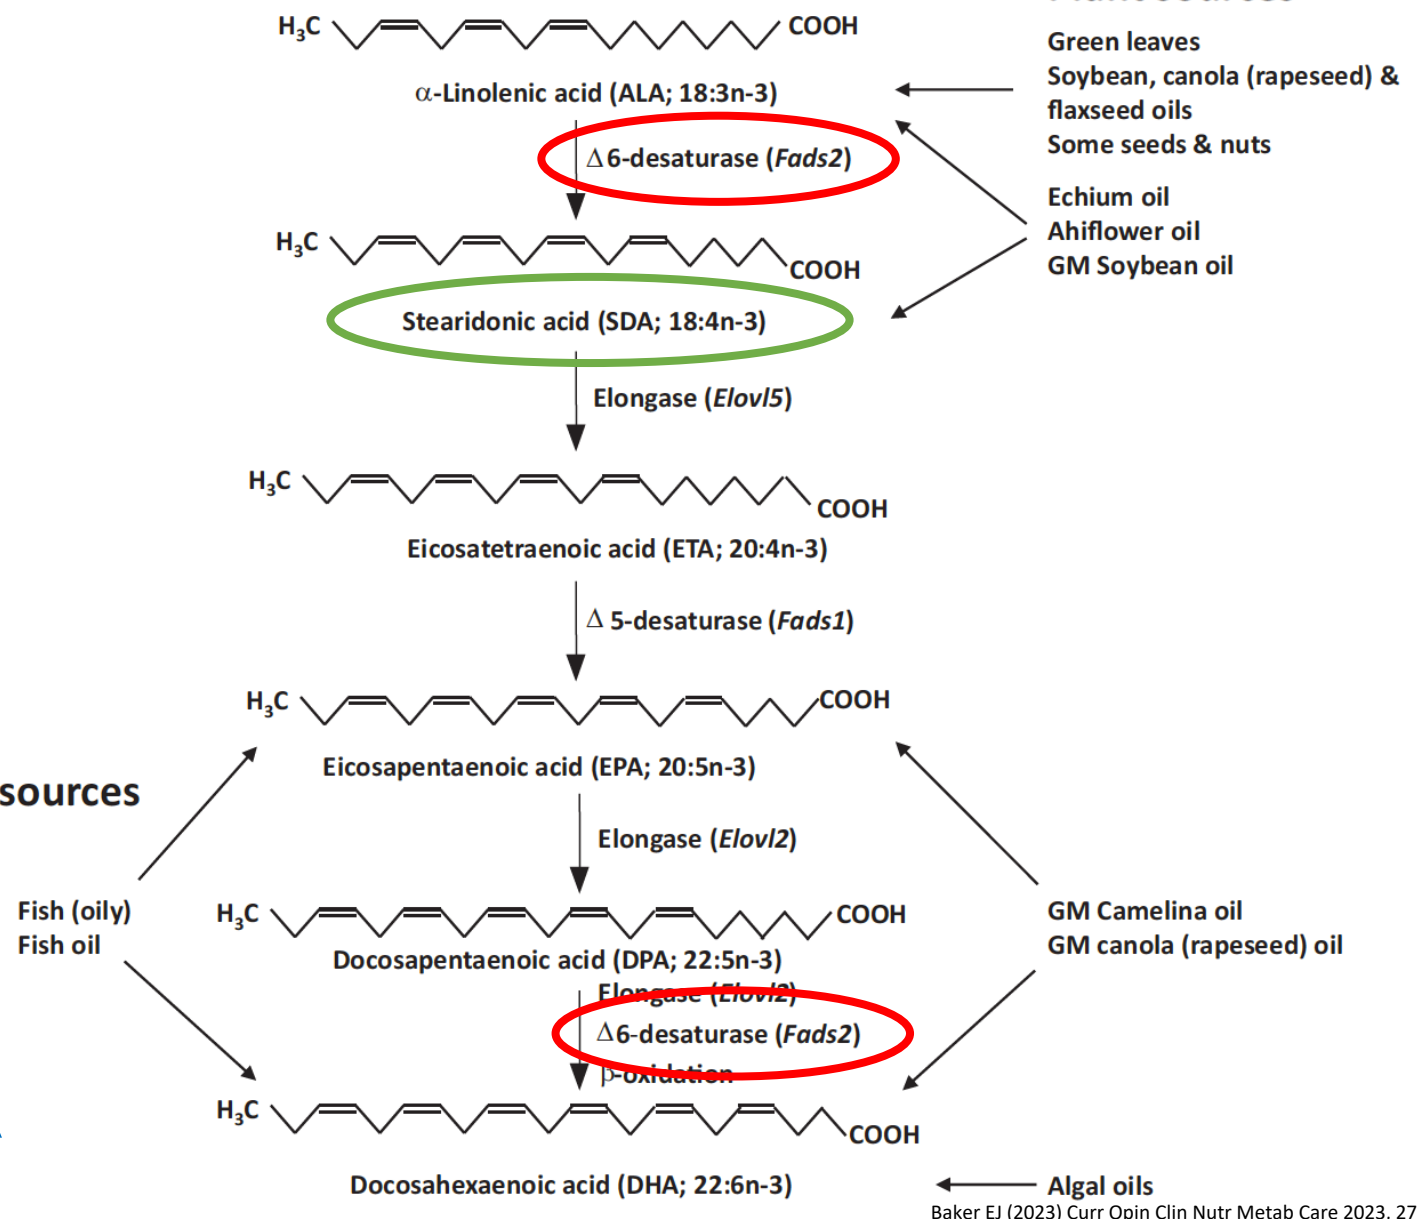 H3C COOH
α-Linolenic acid (ALA; 18:3n-3)
Δ6-desaturase (Fads2)
H3C
COOH
Stearidonic acid (SDA; 18:4n-3)
Elongase (Elovl5)
H3C
COOH
Eicosatetraenoic acid (ETA; 20:4n-3)
Δ 5-desaturase (Fads1)
H3C COOH
Eicosapentaenoic acid (EPA; 20:5n-3)
Elongase (Elovl2)
H3C COOH
Docosapentaenoic acid (DPA; 22:5n-3)
Elongase (Elovl2)
Δ6-desaturase (Fads2)
β-oxidation
H3C
COOH
Docosahexaenoic acid (DHA; 22:6n-3)
Green leaves
Soybean, canola (rapeseed) &
flaxseed oils
Some seeds & nuts
Echium oil
Ahiflower oil
GM Soybean oil
sources
Fish (oily)
Fish oil
GM Camelina oil
GM canola (rapeseed) oil
Algal oils
Baker EJ (2023) Curr Opin Clin Nutr Metab Care 2023. 27